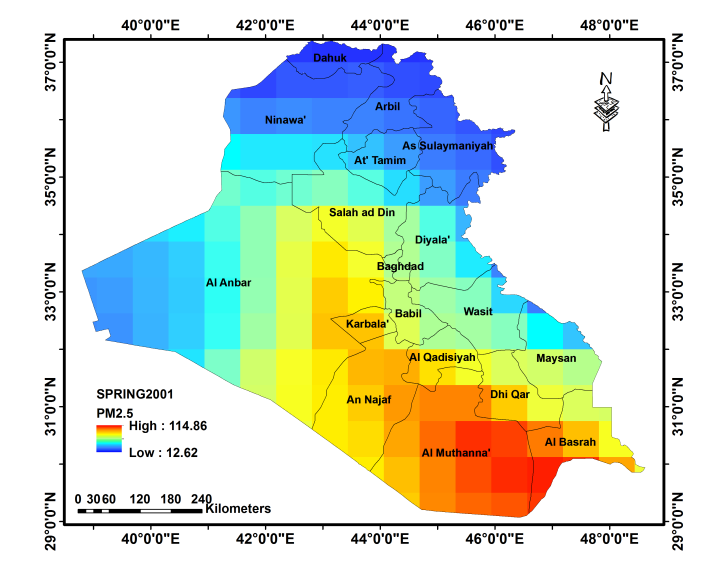 40°0'0"E 42°0'0"E 44°0'0"E 46°0'0"E 48°0'0"E
37°0'0"N
37°0'0"N
N
Dahuk
Arbil
Ninawa'
As Sulaymaniyah
At' Tamim
35°0'0"N
35°0'0"N
Salah ad Din
Diyala'
Baghdad
Al Anbar
33°0'0"N
33°0'0"N
Babil
Wasit
Karbala'
Al Qadisiyah
Maysan
SPRING2001
An Najaf
Dhi Qar
31°0'0"N
31°0'0"N
PM2.5
High : 114.86
Al Basrah
Low : 12.62
Al Muthanna'
0 30 60 120 180 240
Kilometers
29°0'0"N
29°0'0"N
40°0'0"E 42°0'0"E 44°0'0"E 46°0'0"E 48°0'0"E